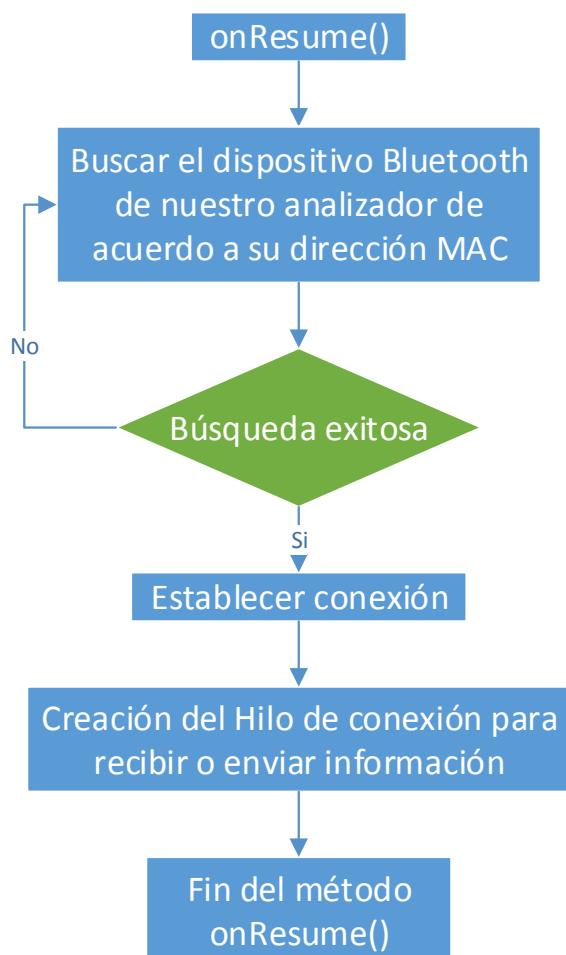 onResume()
Buscar el dispositivo Bluetooth
de nuestro analizador de
acuerdo a su dirección MAC
No
Búsqueda exitosa
Si
Establecer conexión
Creación del Hilo de conexión para
recibir o enviar información
Fin del método
onResume()